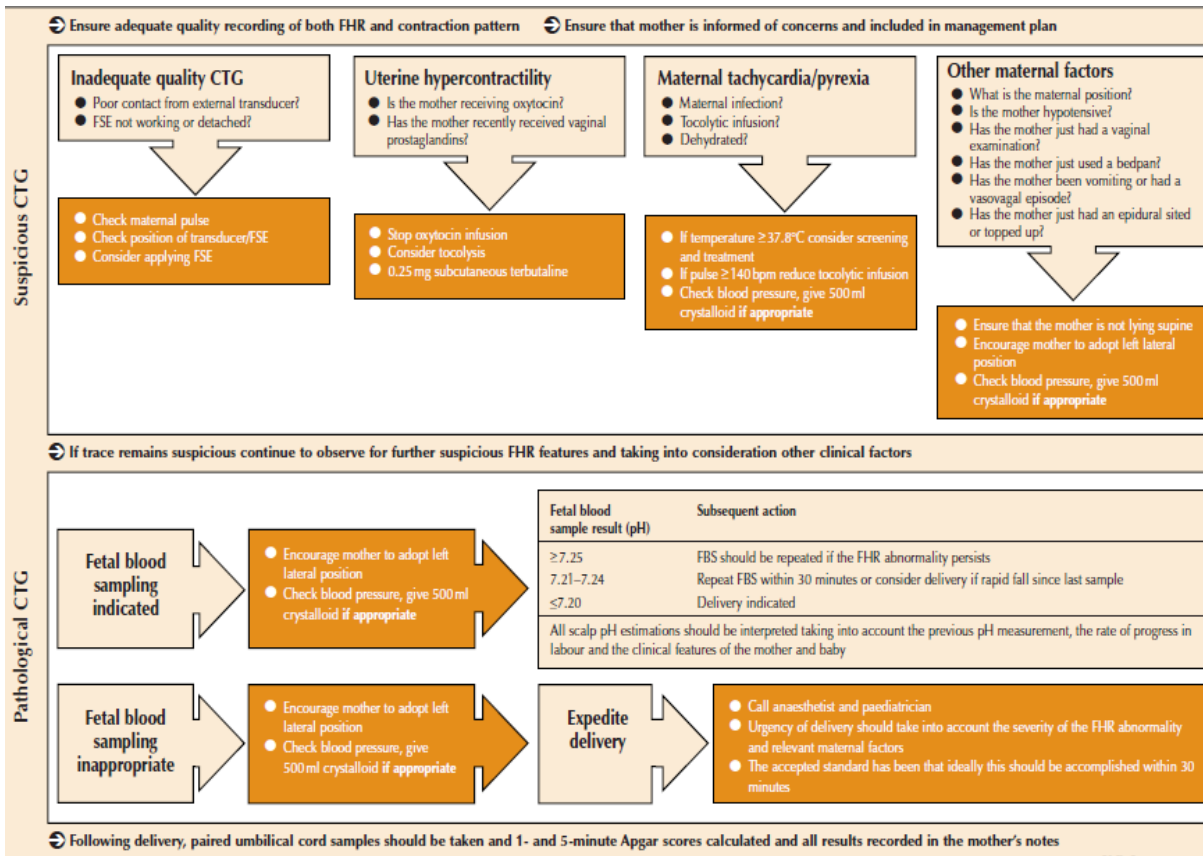 Ensure adequate quality recording of both FHR and contraction pattern
Ensure that mother is informed of concerns and included in management plan
Suspicious CTG
Inadequate quality CTG
● Poor contact from external transducer?
● FSE not working or detached?
Check maternal pulse
Check position of transducer/FSE
Consider applying FSE
Uterine hypercontractility
● Is the mother receiving oxytocin?
● Has the mother recently received vaginal
prostaglandins?
Stop oxytocin infusion
Consider tocolysis
0.25 mg subcutaneous terbutaline
Maternal tachycardia/pyrexia
● Maternal infection?
● Tocolytic infusion?
● Dehydrated?
If temperature ≥37.8°C consider screening
and treatment
If pulse ≥140 bpm reduce tocolytic infusion
Check blood pressure, give 500 ml
crystalloid if appropriate
Other maternal factors
● What is the maternal position?
● Is the mother hypotensive?
● Has the mother just had a vaginal
examination?
● Has the mother just used a bedpan?
● Has the mother been vomiting or had a
vasovagal episode?
● Has the mother just had an epidural sited
or topped up?
Ensure that the mother is not lying supine
Encourage mother to adopt left lateral
position
Check blood pressure, give 500 ml
crystalloid if appropriate
If trace remains suspicious continue to observe for further suspicious FHR features and taking into consideration other clinical factors
Pathological CTG
Fetal blood
sampling
indicated
Encourage mother to adopt left
lateral position
Check blood pressure, give 500 ml
crystalloid if appropriate
Fetal blood
sample result (pH)
Subsequent action
≥7.25 FBS should be repeated if the FHR abnormality persists
7.21–7.24 Repeat FBS within 30 minutes or consider delivery if rapid fall since last sample
≤7.20 Delivery indicated
All scalp pH estimations should be interpreted taking into account the previous pH measurement, the rate of progress in
labour and the clinical features of the mother and baby
Fetal blood
sampling
inappropriate
Encourage mother to adopt left
lateral position
Check blood pressure, give
500 ml crystalloid if appropriate
Expedite
delivery
Call anaesthetist and paediatrician
Urgency of delivery should take into account the severity of the FHR abnormality
and relevant maternal factors
The accepted standard has been that ideally this should be accomplished within 30
minutes
Following delivery, paired umbilical cord samples should be taken and 1- and 5-minute Apgar scores calculated and all results recorded in the mother's notes